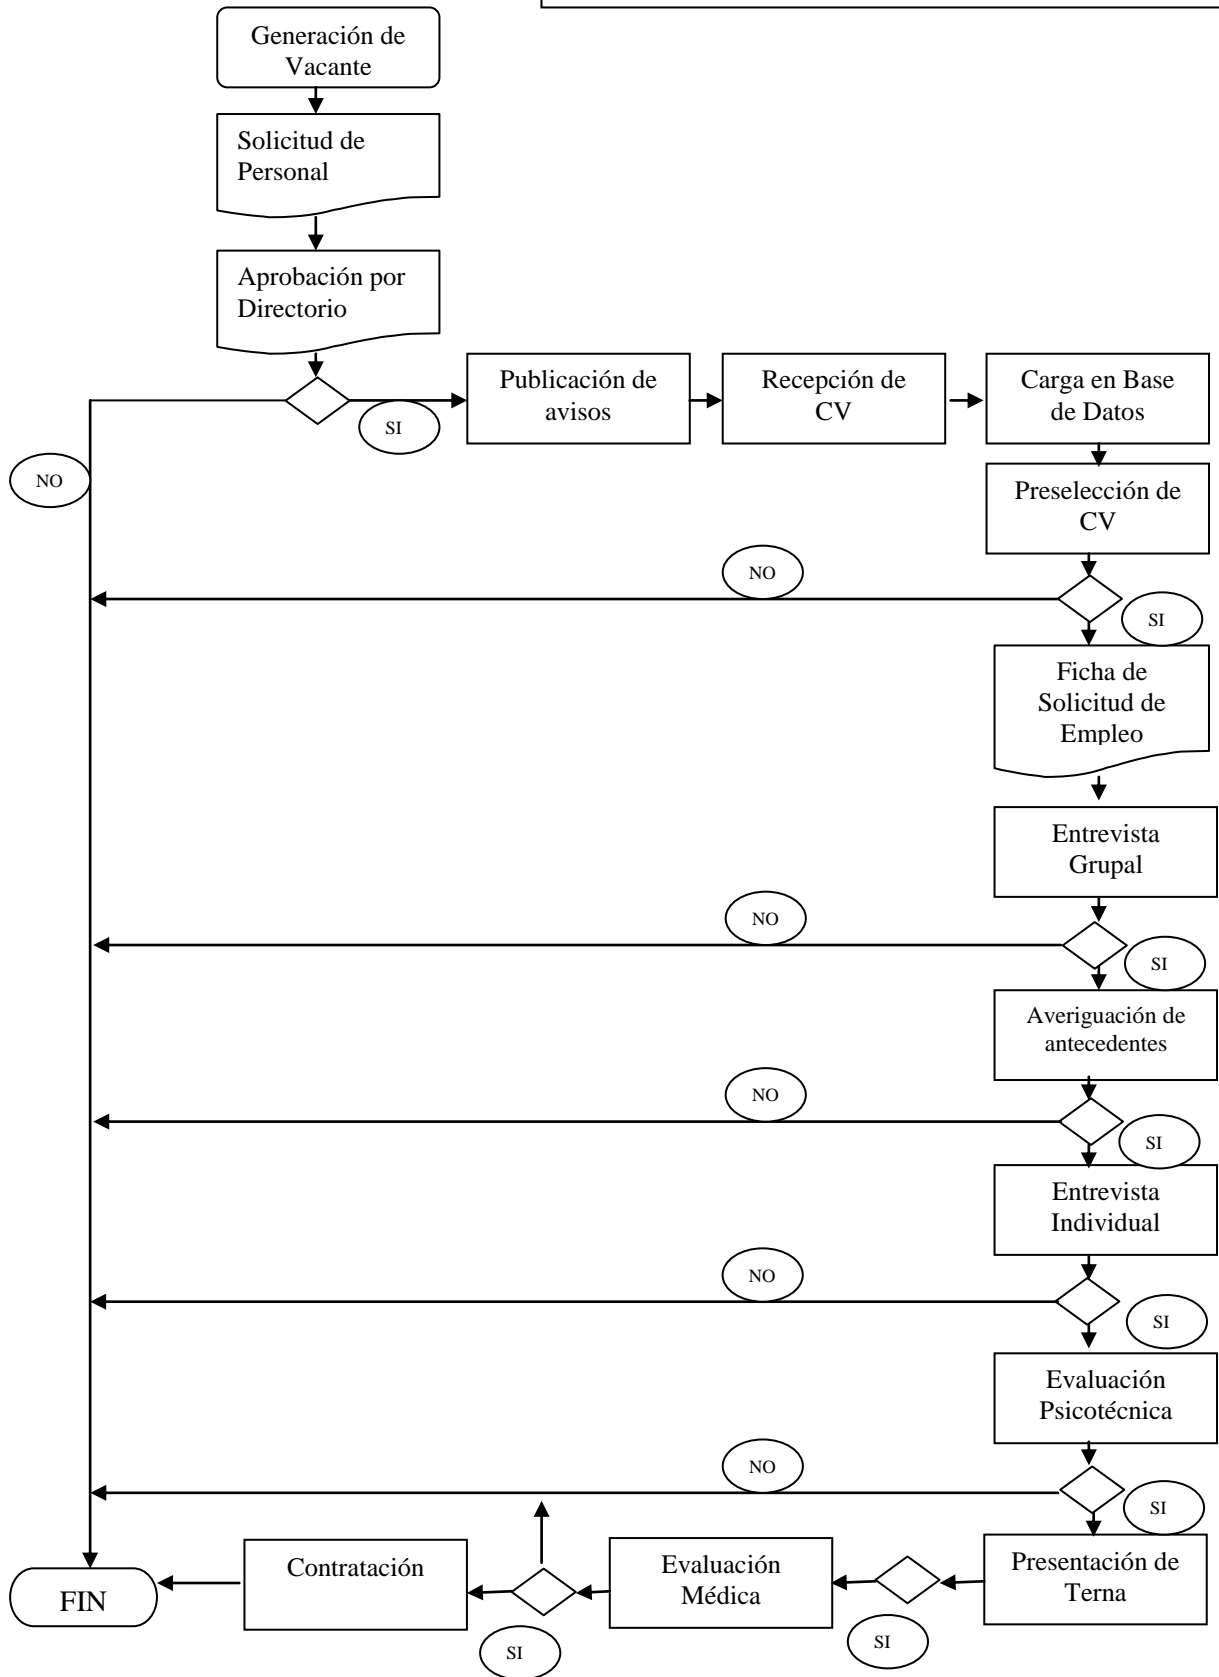 Generación de
Vacante
Solicitud de
Personal
Aprobación por
Directorio
SI
Publicación de
avisos
Recepción de
CV
Carga en Base
de Datos
NO
Preselección de
CV
NO
SI
Ficha de
Solicitud de
Empleo
Entrevista
Grupal
NO
SI
Averiguación de
antecedentes
NO
SI
Entrevista
Individual
NO
SI
Evaluación
Psicotécnica
NO
SI
Presentación de
Terna
SI
Evaluación
Médica
SI
Contratación
FIN